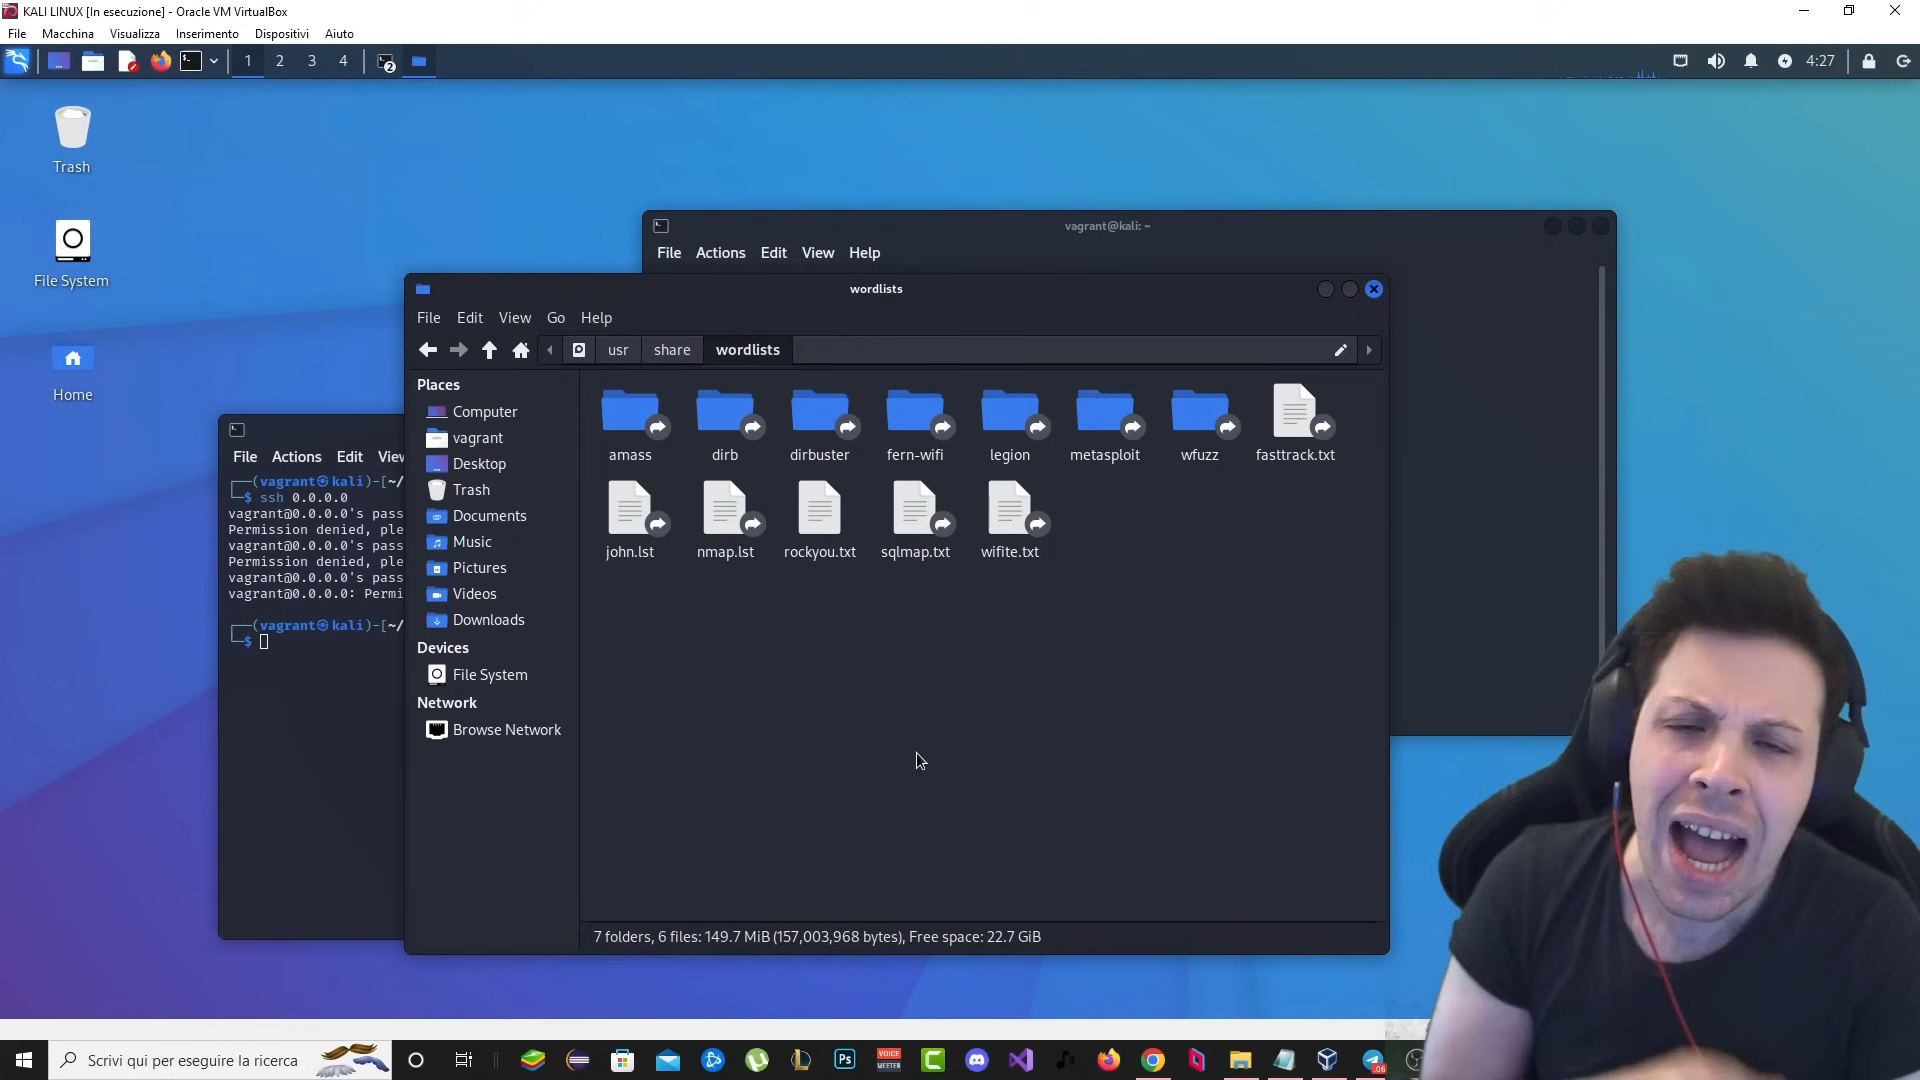 KALI LINUX [In esecuzione] - Oracle VM VirtualBox
File Macchina Visualizza Inserimento Dispositivi Aiuto
1 2 3 4
2
4:27
Trash
File System
Home
vagrant@kali: ~
File Actions Edit View Help
wordlists
File Edit View Go Help
usr share wordlists
Places
Computer
vagrant
Desktop
Trash
Documents
Music
Pictures
Videos
Downloads
Devices
File System
Network
Browse Network
amass dirb dirbuster fern-wifi legion metasploit wfuzz fasttrack.txt
john.lst nmap.lst rockyou.txt sqlmap.txt wifite.txt
7 folders, 6 files: 149.7 MiB (157,003,968 bytes), Free space: 22.7 GiB
File Actions Edit View
┌──(vagrant㉿kali)-[~/
└─$ ssh 0.0.0.0
vagrant@0.0.0.0's pass
Permission denied, ple
vagrant@0.0.0.0's pass
Permission denied, ple
vagrant@0.0.0.0's pass
vagrant@0.0.0.0: Permi
┌──(vagrant㉿kali)-[~/
└─$
Scrivi qui per eseguire la ricerca
Ps
VOICE
MEETER
.06